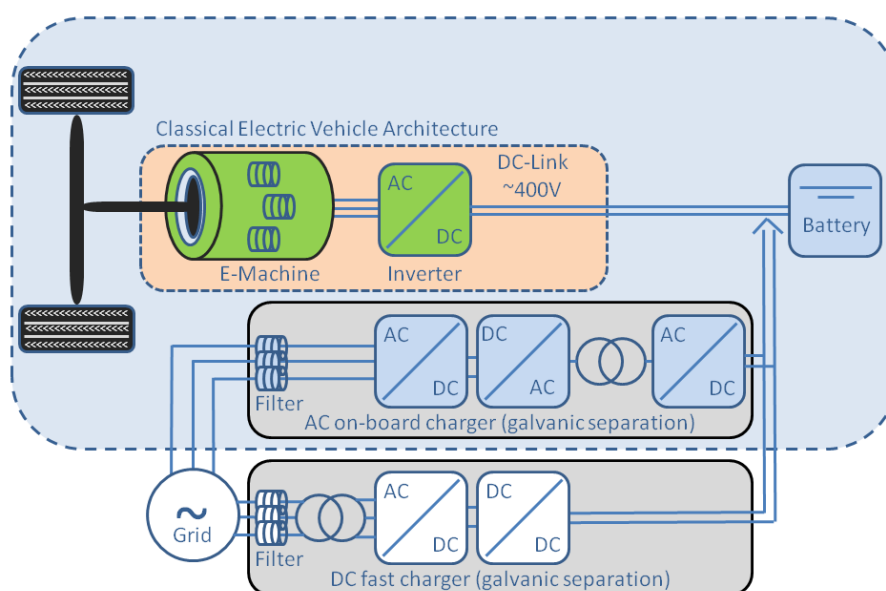 Classical Electric Vehicle Architecture
DC-Link
~400V
AC
DC
Battery
E-Machine
Inverter
AC
DC
DC
AC
AC
DC
Filter
AC on-board charger (galvanic separation)
~
Grid
AC
DC
DC
DC
Filter
DC fast charger (galvanic separation)